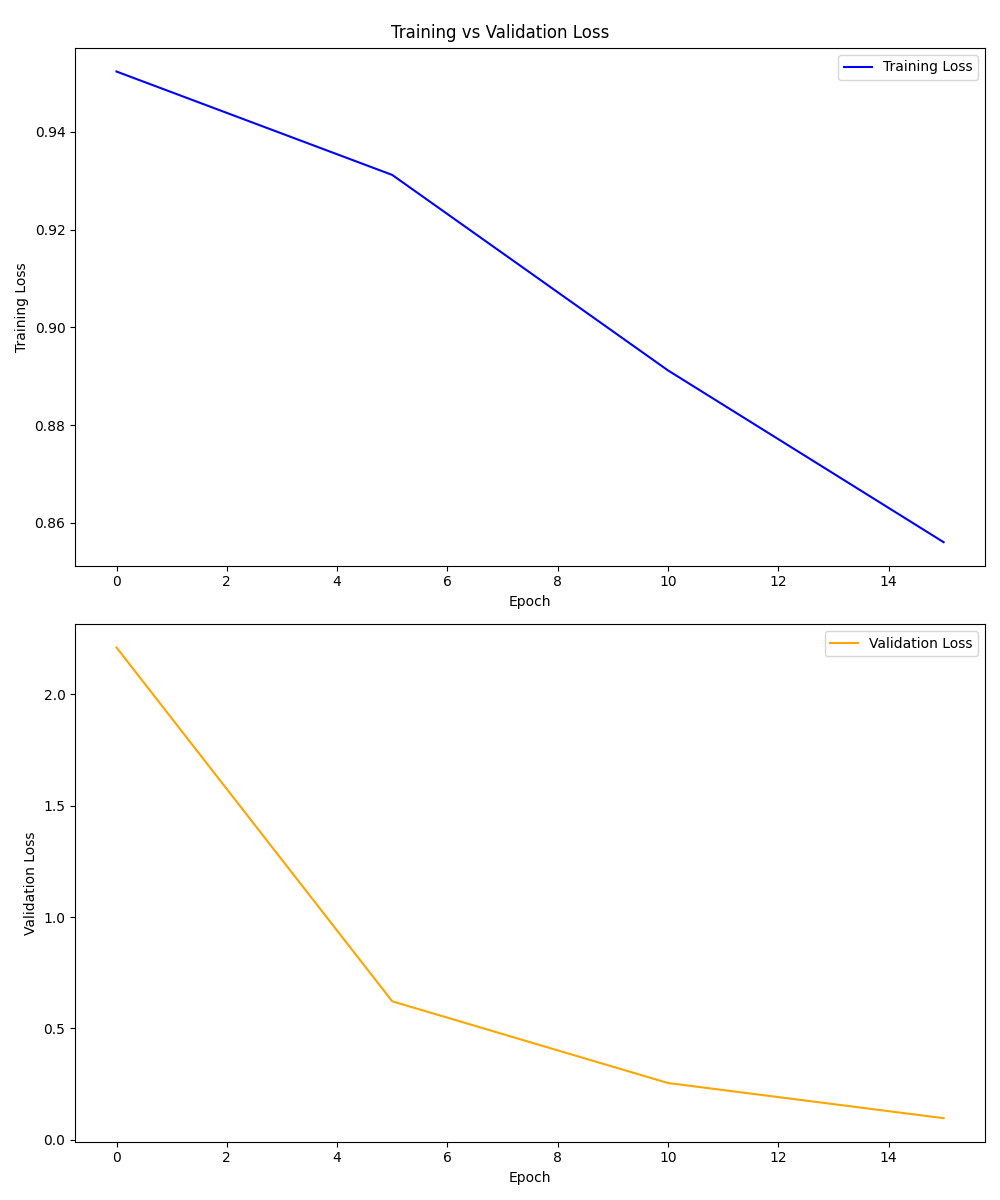 Training vs Validation Loss
Training Loss
0.94
0.92
0.90
0.88
0.86
Training Loss
0 2 4 6 8 10 12 14
Epoch
Validation Loss
2.0
1.5
1.0
0.5
0.0
Validation Loss
0 2 4 6 8 10 12 14
Epoch